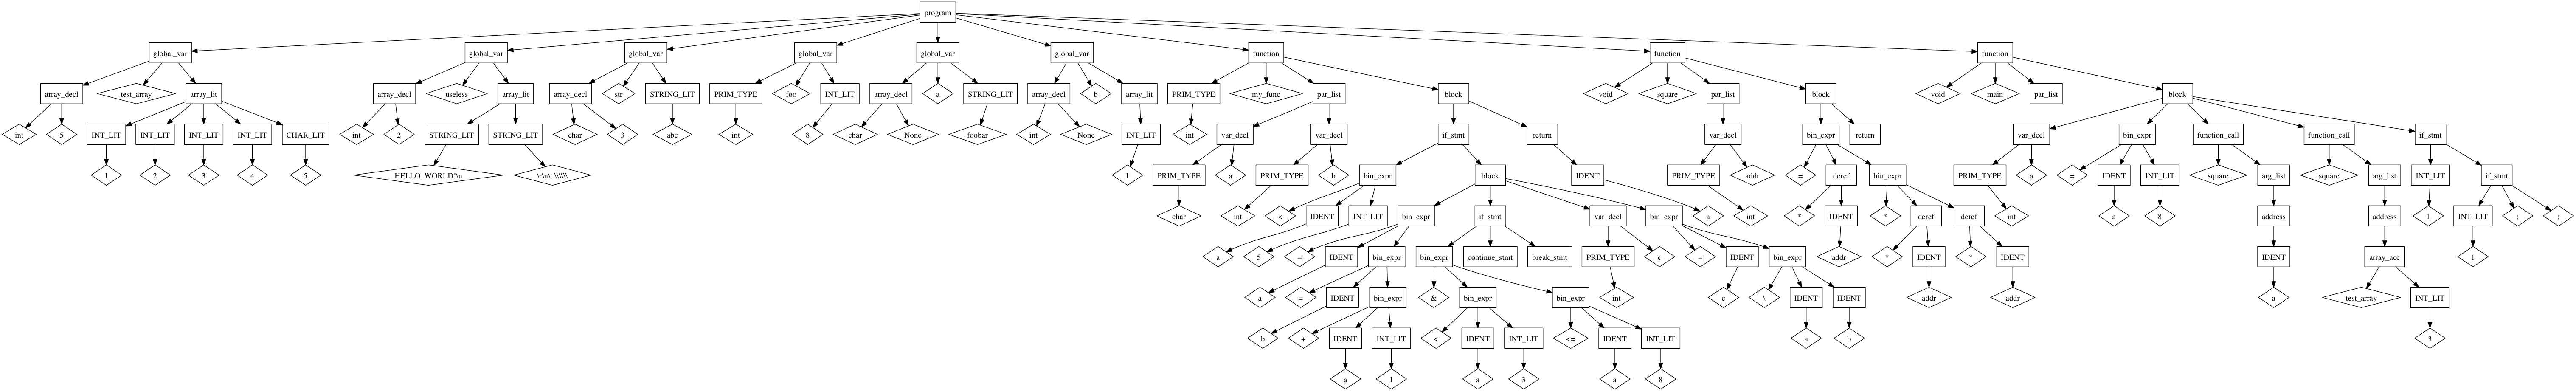 program
global_var global_var global_var global_var global_var global_var function function function
array_decl test_array array_lit array_decl useless array_lit array_decl str STRING_LIT PRIM_TYPE foo INT_LIT array_decl a STRING_LIT array_decl b array_lit PRIM_TYPE my_func par_list block void square par_list block void main par_list block
int 5 INT_LIT INT_LIT INT_LIT INT_LIT CHAR_LIT int 2 STRING_LIT STRING_LIT char 3 abc int 8 char None foobar int None INT_LIT int var_decl var_decl if_stmt return var_decl bin_expr return var_decl bin_expr function_call function_call if_stmt
1 2 3 4 5 HELLO, WORLD!\n \r\n\t \\\\\\ 1 PRIM_TYPE a PRIM_TYPE b bin_expr block IDENT PRIM_TYPE addr = deref bin_expr PRIM_TYPE a = IDENT INT_LIT square arg_list square arg_list INT_LIT if_stmt
char int < IDENT INT_LIT bin_expr if_stmt var_decl bin_expr a int * IDENT * deref deref int a 8 address address 1 INT_LIT ; ;
a 5 = IDENT bin_expr bin_expr continue_stmt break_stmt PRIM_TYPE c = IDENT bin_expr addr * IDENT * IDENT IDENT array_acc 1
a = IDENT bin_expr & bin_expr bin_expr int c \ IDENT IDENT addr addr a test_array INT_LIT
b + IDENT INT_LIT < IDENT INT_LIT <= IDENT INT_LIT a b 3
a 1 a 3 a 8